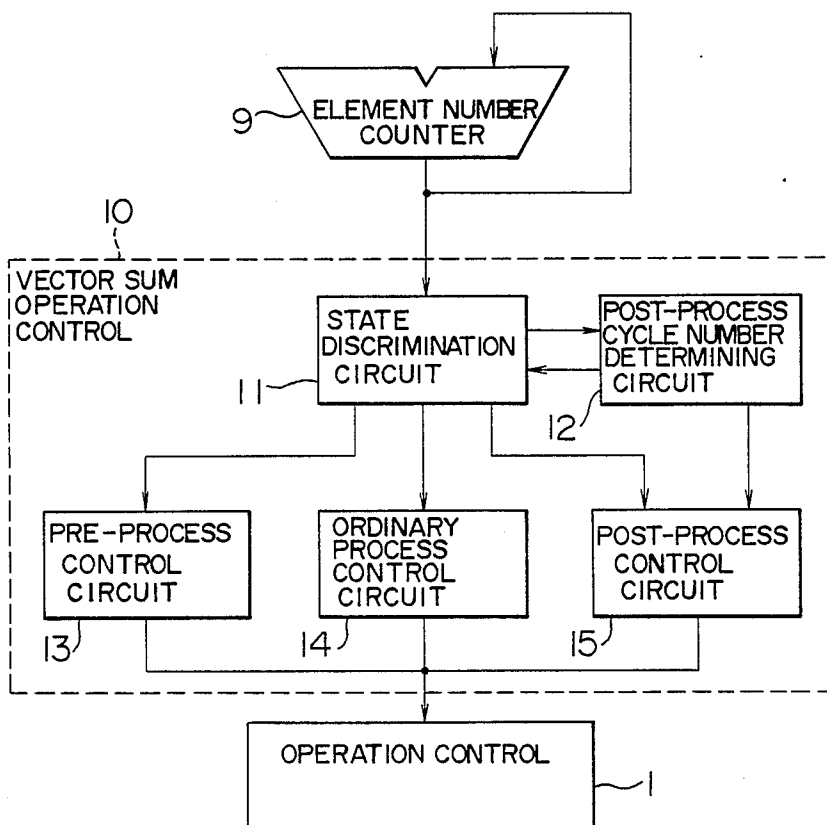 ELEMENT NUMBER
COUNTER
9
10
VECTOR SUM
OPERATION
CONTROL
STATE
DISCRIMINATION
CIRCUIT
11
POST-PROCESS
CYCLE NUMBER
DETERMINING
CIRCUIT
12
PRE-PROCESS
CONTROL
CIRCUIT
13
ORDINARY
PROCESS
CONTROL
CIRCUIT
14
POST-PROCESS
CONTROL
CIRCUIT
15
OPERATION CONTROL
1